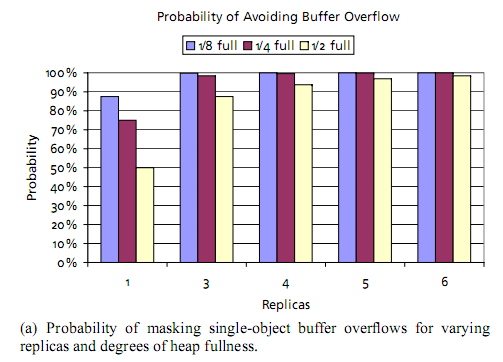 Probability of Avoiding Buffer Overflow
1/8 full 1/4 full 1/2 full
100%
90%
80%
70%
60%
50%
40%
30%
20%
10%
0%
Probability
1 3 4 5 6
Replicas
(a) Probability of masking single-object buffer overflows for varying
replicas and degrees of heap fullness.